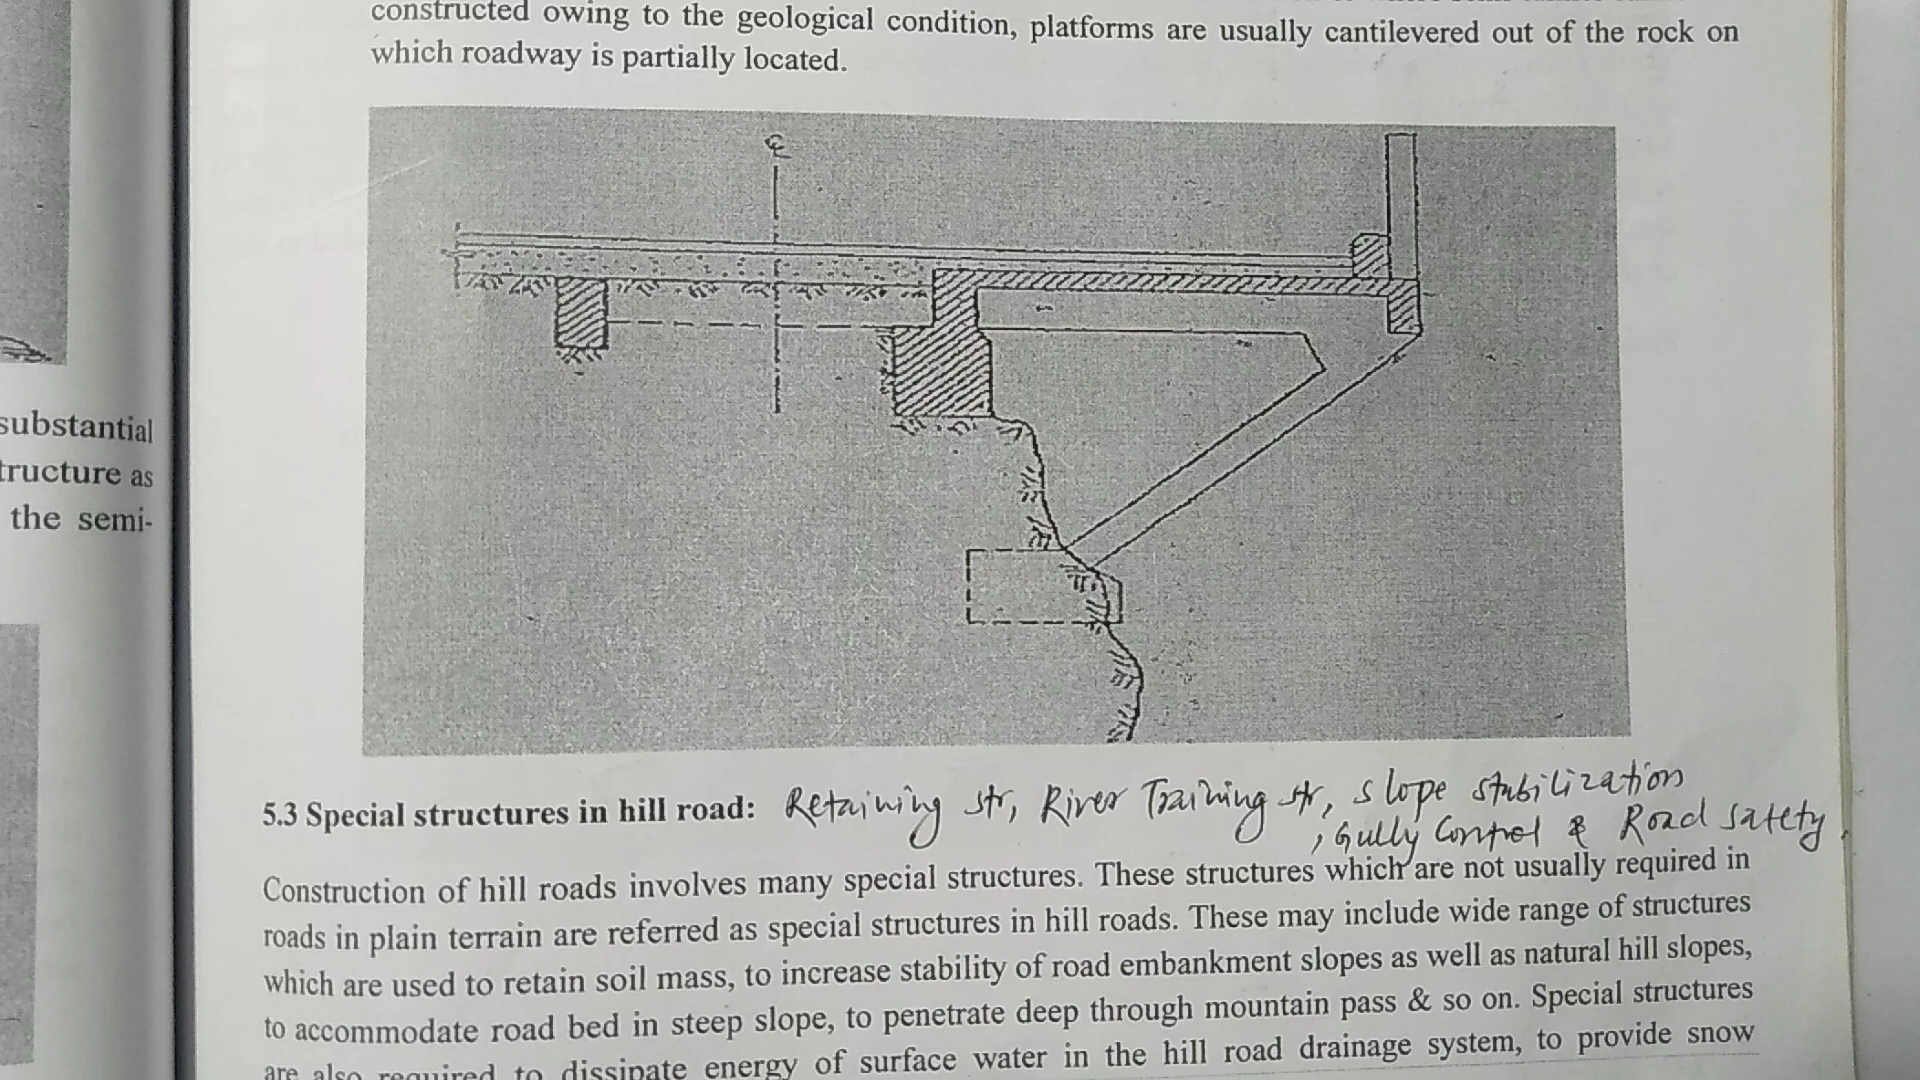 substantial
tructure as
the semi-
constructed owing to the geological condition, platforms are usually cantilevered out of the rock on
which roadway is partially located.
℄
5.3 Special structures in hill road: Retaining str, River Training str, slope stabilization
, Gully Control & Road safety.
Construction of hill roads involves many special structures. These structures which are not usually required in
roads in plain terrain are referred as special structures in hill roads. These may include wide range of structures
which are used to retain soil mass, to increase stability of road embankment slopes as well as natural hill slopes,
to accommodate road bed in steep slope, to penetrate deep through mountain pass & so on. Special structures
are also required to dissipate energy of surface water in the hill road drainage system, to provide snow